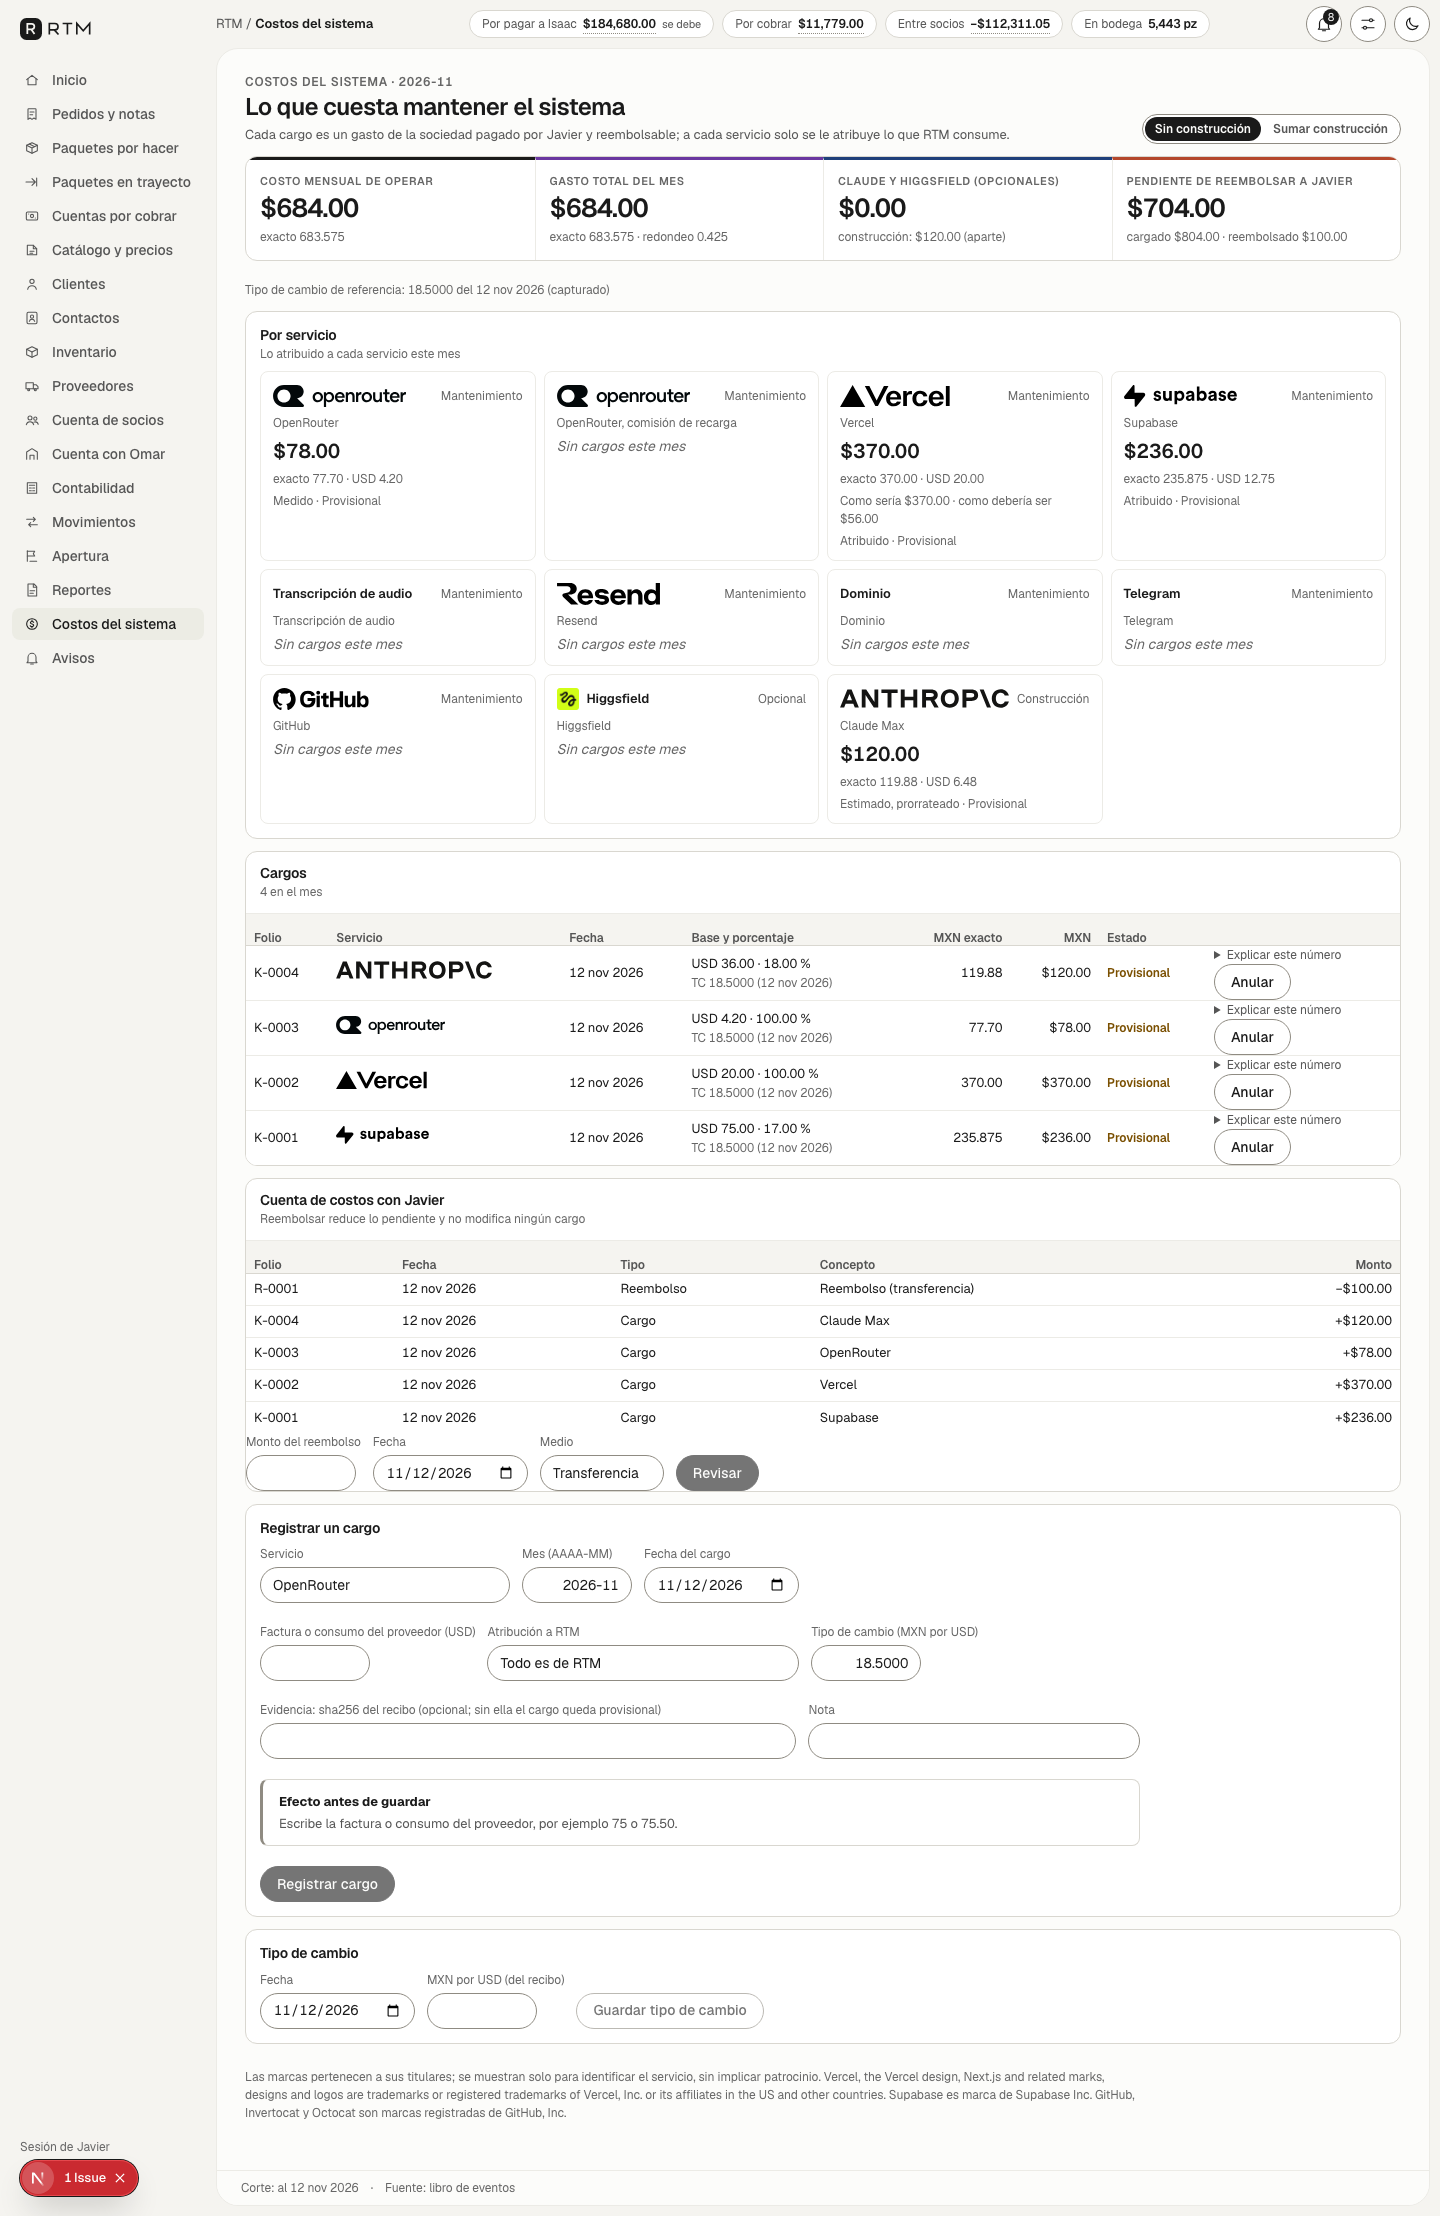 R RTM
RTM / Costos del sistema
Por pagar a Isaac $184,680.00 se debe
Por cobrar $11,779.00
Entre socios −$112,311.05
En bodega 5,443 pz
8
Inicio
Pedidos y notas
Paquetes por hacer
Paquetes en trayecto
Cuentas por cobrar
Catálogo y precios
Clientes
Contactos
Inventario
Proveedores
Cuenta de socios
Cuenta con Omar
Contabilidad
Movimientos
Apertura
Reportes
Costos del sistema
Avisos
COSTOS DEL SISTEMA · 2026-11
Lo que cuesta mantener el sistema
Cada cargo es un gasto de la sociedad pagado por Javier y reembolsable; a cada servicio solo se le atribuye lo que RTM consume.
Sin construcción Sumar construcción
COSTO MENSUAL DE OPERAR
$684.00
exacto 683.575
GASTO TOTAL DEL MES
$684.00
exacto 683.575 · redondeo 0.425
CLAUDE Y HIGGSFIELD (OPCIONALES)
$0.00
construcción: $120.00 (aparte)
PENDIENTE DE REEMBOLSAR A JAVIER
$704.00
cargado $804.00 · reembolsado $100.00
Tipo de cambio de referencia: 18.5000 del 12 nov 2026 (capturado)
Por servicio
Lo atribuido a cada servicio este mes
openrouter Mantenimiento
OpenRouter
$78.00
exacto 77.70 · USD 4.20
Medido · Provisional
openrouter Mantenimiento
OpenRouter, comisión de recarga
Sin cargos este mes
Vercel Mantenimiento
Vercel
$370.00
exacto 370.00 · USD 20.00
Como sería $370.00 · como debería ser
$56.00
Atribuido · Provisional
supabase Mantenimiento
Supabase
$236.00
exacto 235.875 · USD 12.75
Atribuido · Provisional
Transcripción de audio Mantenimiento
Transcripción de audio
Sin cargos este mes
Resend Mantenimiento
Resend
Sin cargos este mes
Dominio Mantenimiento
Dominio
Sin cargos este mes
Telegram Mantenimiento
Telegram
Sin cargos este mes
GitHub Mantenimiento
GitHub
Sin cargos este mes
Higgsfield Opcional
Higgsfield
Sin cargos este mes
ANTHROP\C Construcción
Claude Max
$120.00
exacto 119.88 · USD 6.48
Estimado, prorrateado · Provisional
Cargos
4 en el mes
Folio Servicio Fecha Base y porcentaje MXN exacto MXN Estado
K-0004 ANTHROP\C 12 nov 2026 USD 36.00 · 18.00 % TC 18.5000 (12 nov 2026) 119.88 $120.00 Provisional Explicar este número Anular
K-0003 openrouter 12 nov 2026 USD 4.20 · 100.00 % TC 18.5000 (12 nov 2026) 77.70 $78.00 Provisional Explicar este número Anular
K-0002 Vercel 12 nov 2026 USD 20.00 · 100.00 % TC 18.5000 (12 nov 2026) 370.00 $370.00 Provisional Explicar este número Anular
K-0001 supabase 12 nov 2026 USD 75.00 · 17.00 % TC 18.5000 (12 nov 2026) 235.875 $236.00 Provisional Explicar este número Anular
Cuenta de costos con Javier
Reembolsar reduce lo pendiente y no modifica ningún cargo
Folio Fecha Tipo Concepto Monto
R-0001 12 nov 2026 Reembolso Reembolso (transferencia) −$100.00
K-0004 12 nov 2026 Cargo Claude Max +$120.00
K-0003 12 nov 2026 Cargo OpenRouter +$78.00
K-0002 12 nov 2026 Cargo Vercel +$370.00
K-0001 12 nov 2026 Cargo Supabase +$236.00
Monto del reembolso Fecha Medio
11/12/2026 Transferencia Revisar
Registrar un cargo
Servicio Mes (AAAA-MM) Fecha del cargo
OpenRouter 2026-11 11/12/2026
Factura o consumo del proveedor (USD) Atribución a RTM Tipo de cambio (MXN por USD)
Todo es de RTM 18.5000
Evidencia: sha256 del recibo (opcional; sin ella el cargo queda provisional) Nota
Efecto antes de guardar
Escribe la factura o consumo del proveedor, por ejemplo 75 o 75.50.
Registrar cargo
Tipo de cambio
Fecha MXN por USD (del recibo)
11/12/2026 Guardar tipo de cambio
Las marcas pertenecen a sus titulares; se muestran solo para identificar el servicio, sin implicar patrocinio. Vercel, the Vercel design, Next.js and related marks,
designs and logos are trademarks or registered trademarks of Vercel, Inc. or its affiliates in the US and other countries. Supabase es marca de Supabase Inc. GitHub,
Invertocat y Octocat son marcas registradas de GitHub, Inc.
Sesión de Javier
N 1 Issue
Corte: al 12 nov 2026 · Fuente: libro de eventos